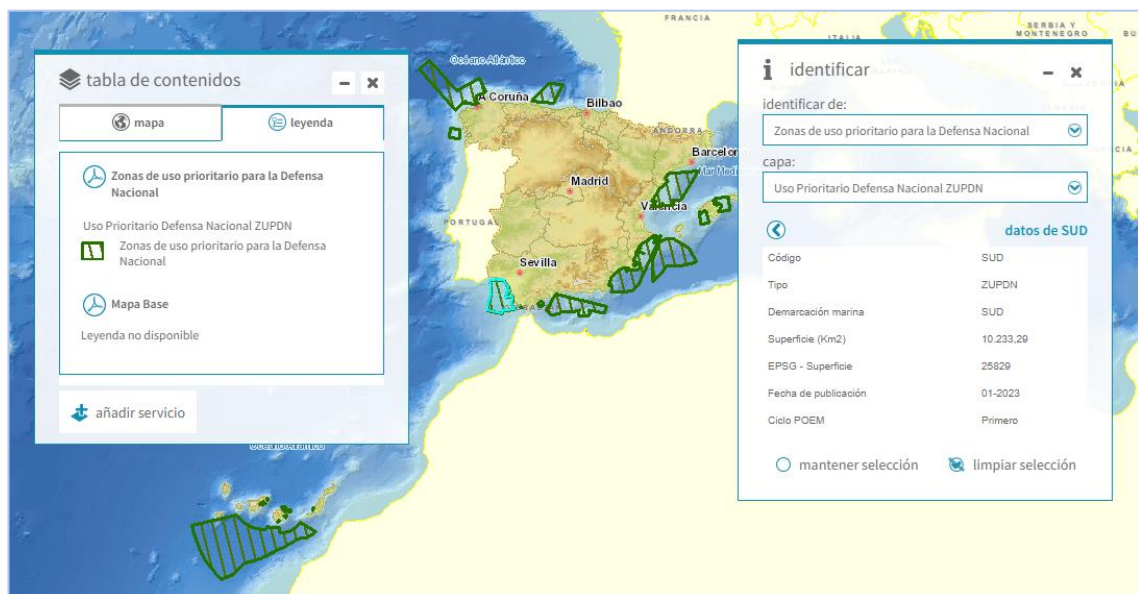 FRANCIA
SERBIA Y
MONTENEGRO
ITALIA
Océano Atlántico
A Coruña
Bilbao
ANDORRA
Barcelon
Mar Med
Madrid
Valencia
PORTUGAL
Sevilla
tabla de contenidos
mapa
leyenda
Zonas de uso prioritario para la Defensa
Nacional
Uso Prioritario Defensa Nacional ZUPDN
Zonas de uso prioritario para la Defensa
Nacional
Mapa Base
Leyenda no disponible
añadir servicio
identificar
identificar de:
Zonas de uso prioritario para la Defensa Nacional
capa:
Uso Prioritario Defensa Nacional ZUPDN
datos de SUD
Código SUD
Tipo ZUPDN
Demarcación marina SUD
Superficie (Km2) 10.233,29
EPSG - Superficie 25829
Fecha de publicación 01-2023
Ciclo POEM Primero
mantener selección
limpiar selección